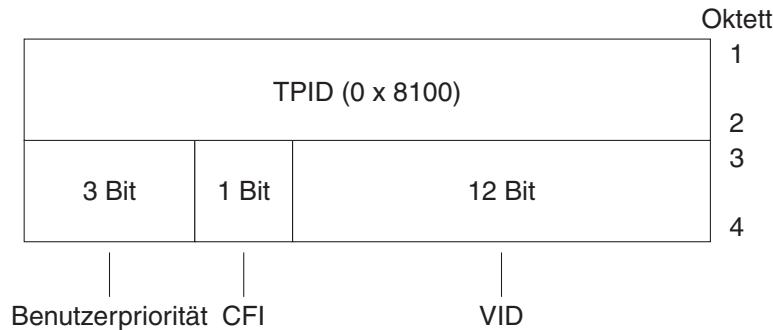 Oktett
1
TPID (0 x 8100)
2
3
3 Bit 1 Bit 12 Bit
4
Benutzerpriorität CFI VID